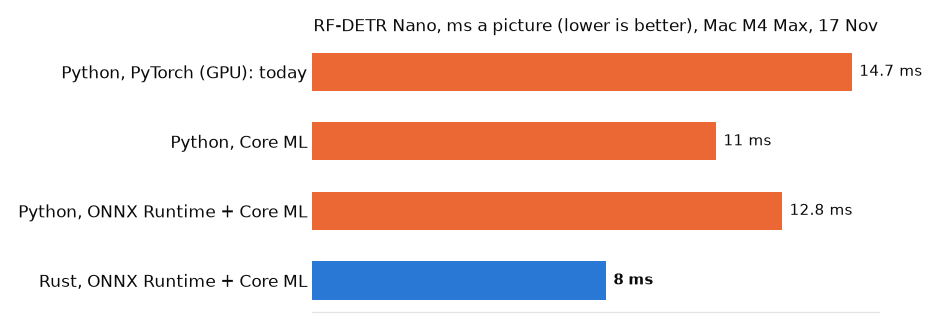 RF-DETR Nano, ms a picture (lower is better), Mac M4 Max, 17 Nov
Python, PyTorch (GPU): today 14.7 ms
Python, Core ML 11 ms
Python, ONNX Runtime + Core ML 12.8 ms
Rust, ONNX Runtime + Core ML 8 ms